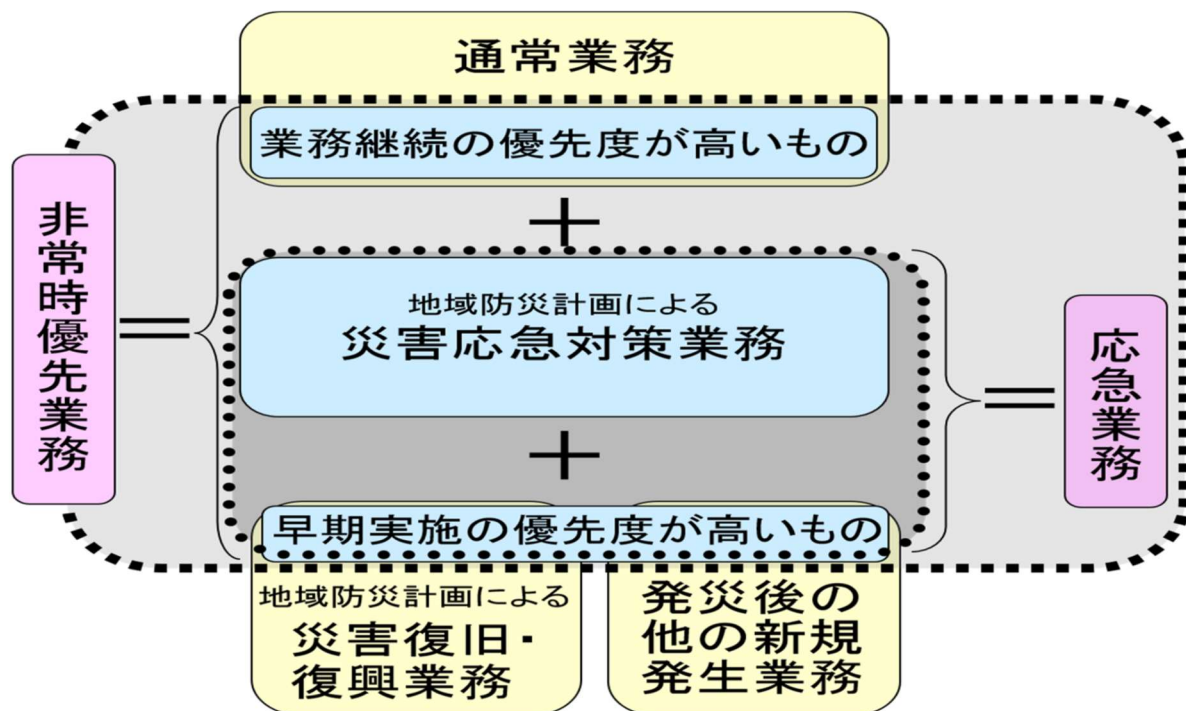 通常業務
業務継続の優先度が高いもの
+
非常時優先業務
=
地域防災計画による
災害応急対策業務
=
応急業務
+
早期実施の優先度が高いもの
地域防災計画による
災害復旧・
復興業務
発災後の
他の新規
発生業務